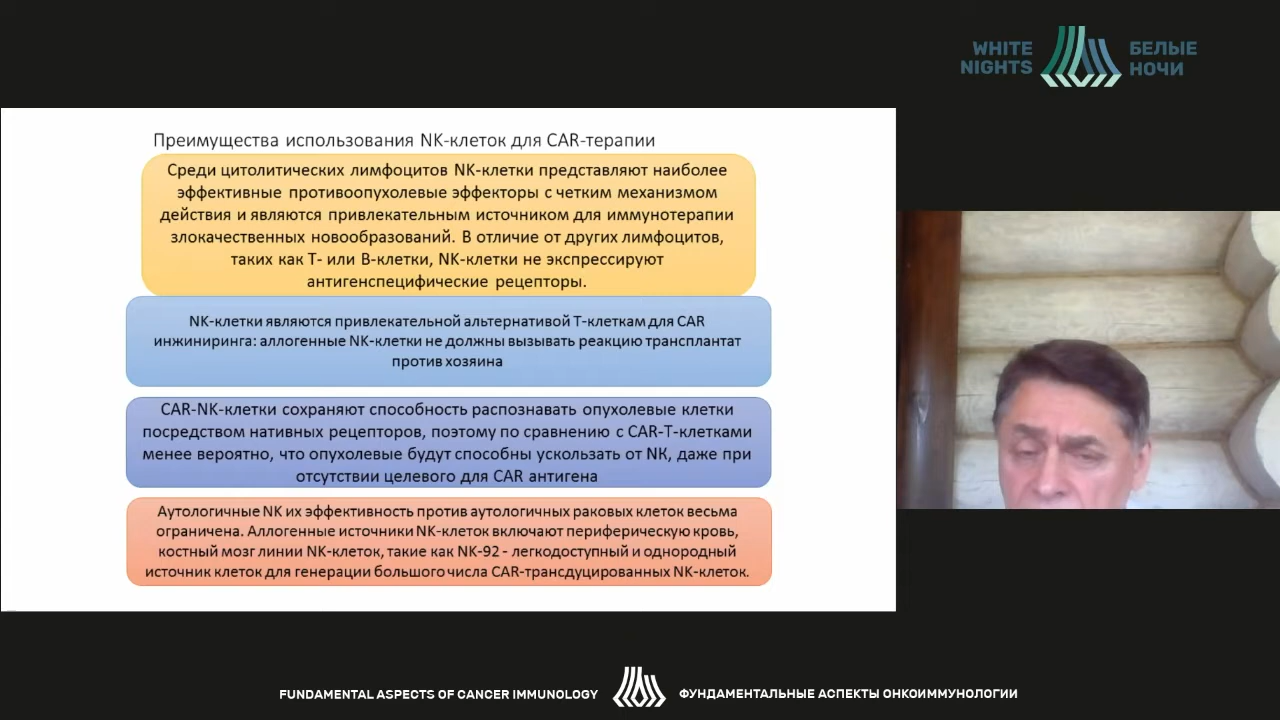 WHITE
NIGHTS
БЕЛЫЕ
НОЧИ
Преимущества использования NK-клеток для CAR-терапии
Среди цитолитических лимфоцитов NK-клетки представляют наиболее
эффективные противоопухолевые эффекторы с четким механизмом
действия и являются привлекательным источником для иммунотерапии
злокачественных новообразований. В отличие от других лимфоцитов,
таких как Т- или В-клетки, NK-клетки не экспрессируют
антигенспецифические рецепторы.
NK-клетки являются привлекательной альтернативой Т-клеткам для CAR
инжиниринга: аллогенные NK-клетки не должны вызывать реакцию трансплантат
против хозяина
CAR-NK-клетки сохраняют способность распознавать опухолевые клетки
посредством нативных рецепторов, поэтому по сравнению с CAR-T-клетками
менее вероятно, что опухолевые будут способны ускользать от NK, даже при
отсутствии целевого для CAR антигена
Аутологичные NK их эффективность против аутологичных раковых клеток весьма
ограничена. Аллогенные источники NK-клеток включают периферическую кровь,
костный мозг линии NK-клеток, такие как NK-92 - легкодоступный и однородный
источник клеток для генерации большого числа CAR-трансдуцированных NK-клеток.
FUNDAMENTAL ASPECTS OF CANCER IMMUNOLOGY
ФУНДАМЕНТАЛЬНЫЕ АСПЕКТЫ ОНКОИММУНОЛОГИИ